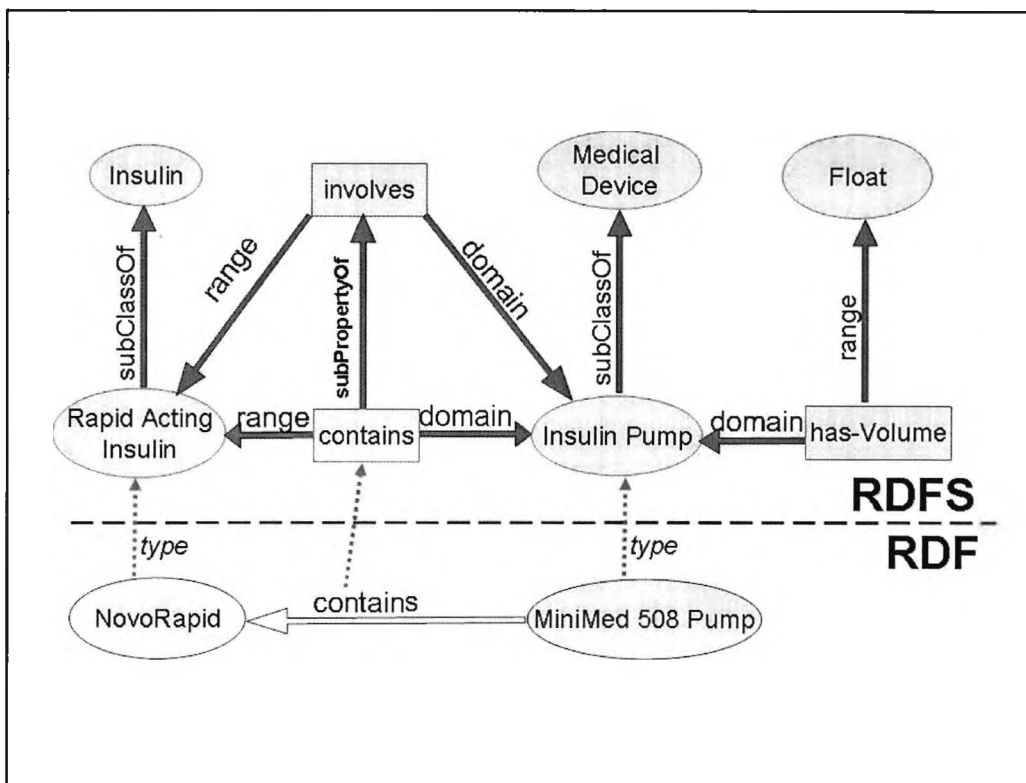 Insulin
involves
Medical
Device
Float
subClassOf
range
subPropertyOf
domain
subClassOf
range
Rapid Acting
Insulin
range
contains
domain
Insulin Pump
domain
has-Volume
RDFS
RDF
type
type
NovoRapid
contains
MiniMed 508 Pump